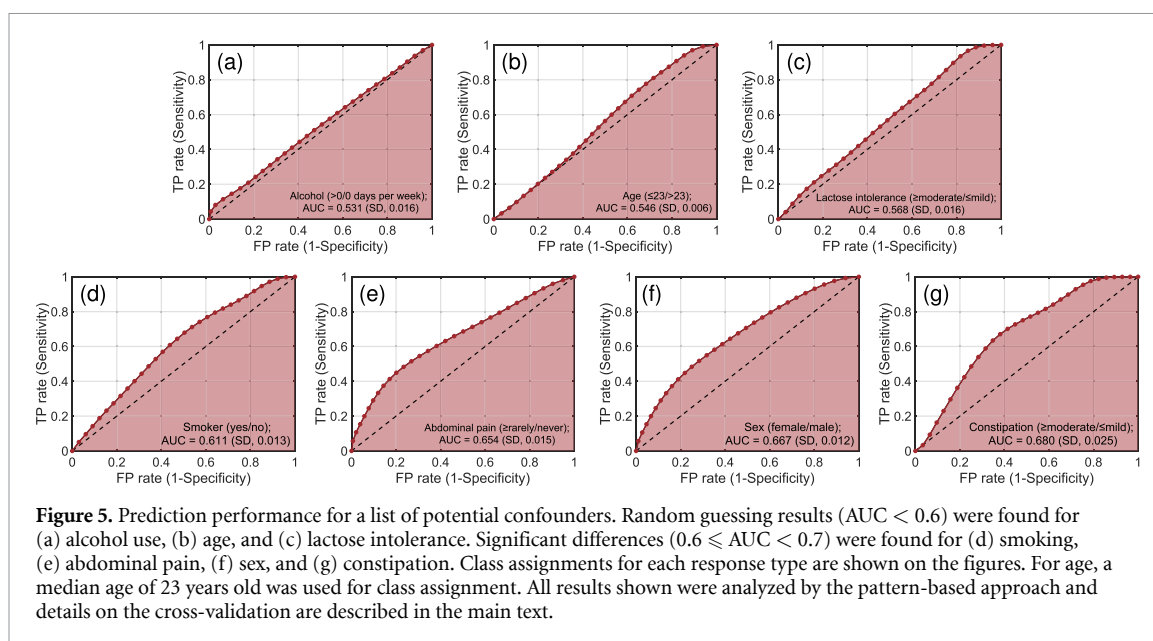 (a)
TP rate (Sensitivity)
1
0.8
0.6
0.4
0.2
0
Alcohol (>0/0 days per week);
AUC = 0.531 (SD, 0.016)
0 0.2 0.4 0.6 0.8 1
FP rate (1-Specificity)
(b)
TP rate (Sensitivity)
1
0.8
0.6
0.4
0.2
0
Age (≤23/>23);
AUC = 0.546 (SD, 0.006)
0 0.2 0.4 0.6 0.8 1
FP rate (1-Specificity)
(c)
TP rate (Sensitivity)
1
0.8
0.6
0.4
0.2
0
Lactose intolerance (≥moderate/≤mild);
AUC = 0.568 (SD, 0.016)
0 0.2 0.4 0.6 0.8 1
FP rate (1-Specificity)
(d)
TP rate (Sensitivity)
1
0.8
0.6
0.4
0.2
0
Smoker (yes/no);
AUC = 0.611 (SD, 0.013)
0 0.2 0.4 0.6 0.8 1
FP rate (1-Specificity)
(e)
TP rate (Sensitivity)
1
0.8
0.6
0.4
0.2
0
Abdominal pain (≥rarely/never);
AUC = 0.654 (SD, 0.015)
0 0.2 0.4 0.6 0.8 1
FP rate (1-Specificity)
(f)
TP rate (Sensitivity)
1
0.8
0.6
0.4
0.2
0
Sex (female/male);
AUC = 0.667 (SD, 0.012)
0 0.2 0.4 0.6 0.8 1
FP rate (1-Specificity)
(g)
TP rate (Sensitivity)
1
0.8
0.6
0.4
0.2
0
Constipation (≥moderate/≤mild);
AUC = 0.680 (SD, 0.025)
0 0.2 0.4 0.6 0.8 1
FP rate (1-Specificity)
Figure 5. Prediction performance for a list of potential confounders. Random guessing results (AUC < 0.6) were found for
(a) alcohol use, (b) age, and (c) lactose intolerance. Significant differences (0.6 ⩽ AUC < 0.7) were found for (d) smoking,
(e) abdominal pain, (f) sex, and (g) constipation. Class assignments for each response type are shown on the figures. For age, a
median age of 23 years old was used for class assignment. All results shown were analyzed by the pattern-based approach and
details on the cross-validation are described in the main text.